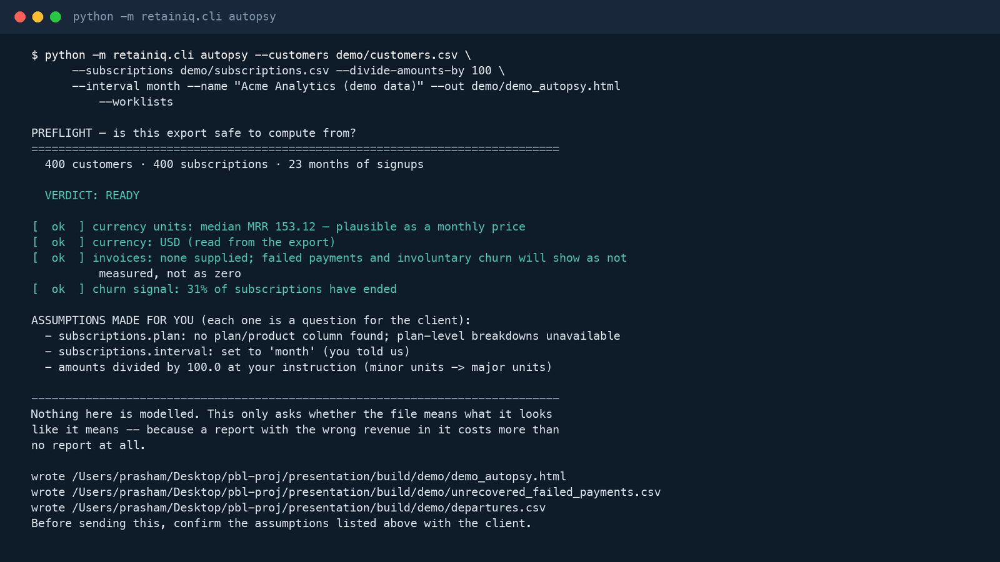 python -m retainiq.cli autopsy
$ python -m retainiq.cli autopsy --customers demo/customers.csv \
--subscriptions demo/subscriptions.csv --divide-amounts-by 100 \
--interval month --name "Acme Analytics (demo data)" --out demo/demo_autopsy.html
--worklists
PREFLIGHT — is this export safe to compute from?
==============================================================================
400 customers · 400 subscriptions · 23 months of signups
VERDICT: READY
[  ok  ] currency units: median MRR 153.12 — plausible as a monthly price
[  ok  ] currency: USD (read from the export)
[  ok  ] invoices: none supplied; failed payments and involuntary churn will show as not
measured, not as zero
[  ok  ] churn signal: 31% of subscriptions have ended
ASSUMPTIONS MADE FOR YOU (each one is a question for the client):
- subscriptions.plan: no plan/product column found; plan-level breakdowns unavailable
- subscriptions.interval: set to 'month' (you told us)
- amounts divided by 100.0 at your instruction (minor units -> major units)
------------------------------------------------------------------------------
Nothing here is modelled. This only asks whether the file means what it looks
like it means -- because a report with the wrong revenue in it costs more than
no report at all.
wrote /Users/prasham/Desktop/pbl-proj/presentation/build/demo/demo_autopsy.html
wrote /Users/prasham/Desktop/pbl-proj/presentation/build/demo/unrecovered_failed_payments.csv
wrote /Users/prasham/Desktop/pbl-proj/presentation/build/demo/departures.csv
Before sending this, confirm the assumptions listed above with the client.